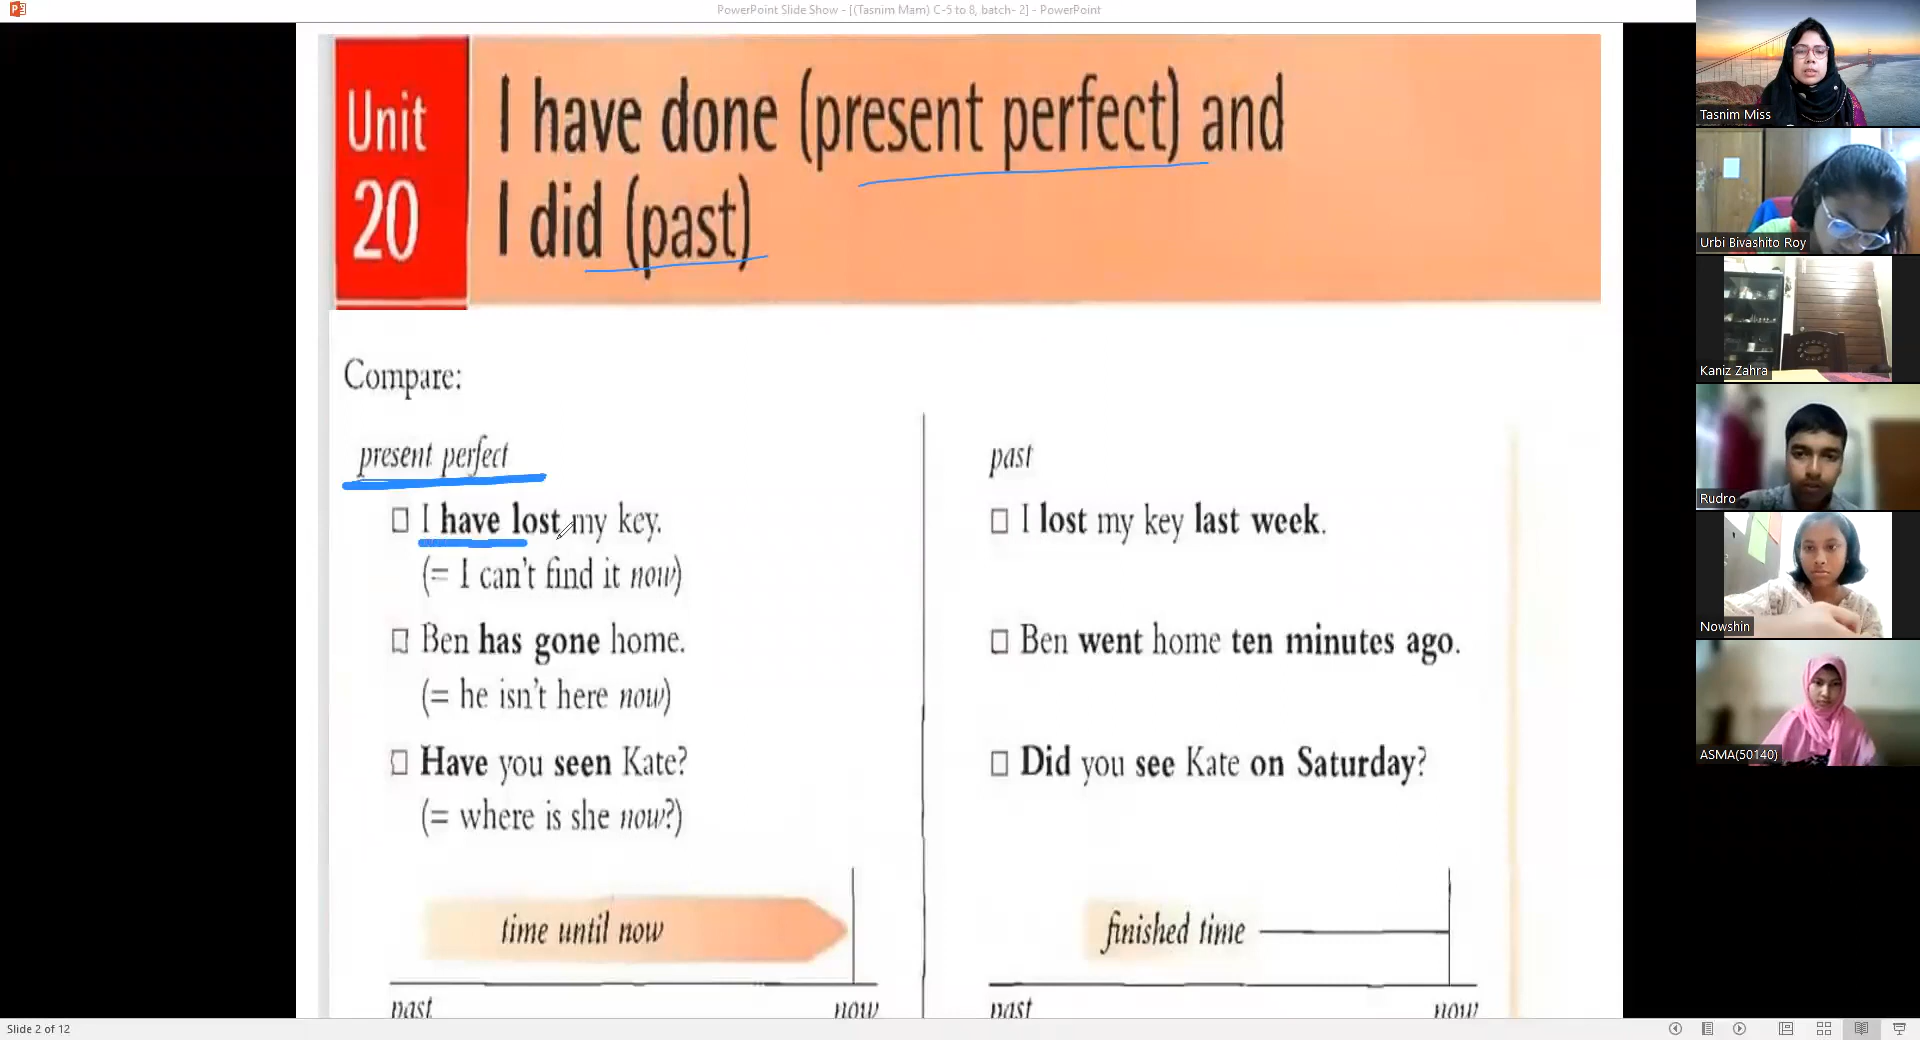 PowerPoint Slide Show - [(Tasnim Mam) C-5 to 8, batch- 2] - PowerPoint
Unit
20
I have done (present perfect) and
I did (past)
Compare:
present perfect
I have lost my key.
(= I can't find it now)
Ben has gone home.
(= he isn't here now)
Have you seen Kate?
(= where is she now?)
time until now
past now
past
I lost my key last week.
Ben went home ten minutes ago.
Did you see Kate on Saturday?
finished time
past now
Tasnim Miss
Urbi Bivashito Roy
Kaniz Zahra
Rudro
Nowshin
ASMA(50140)
Slide 2 of 12